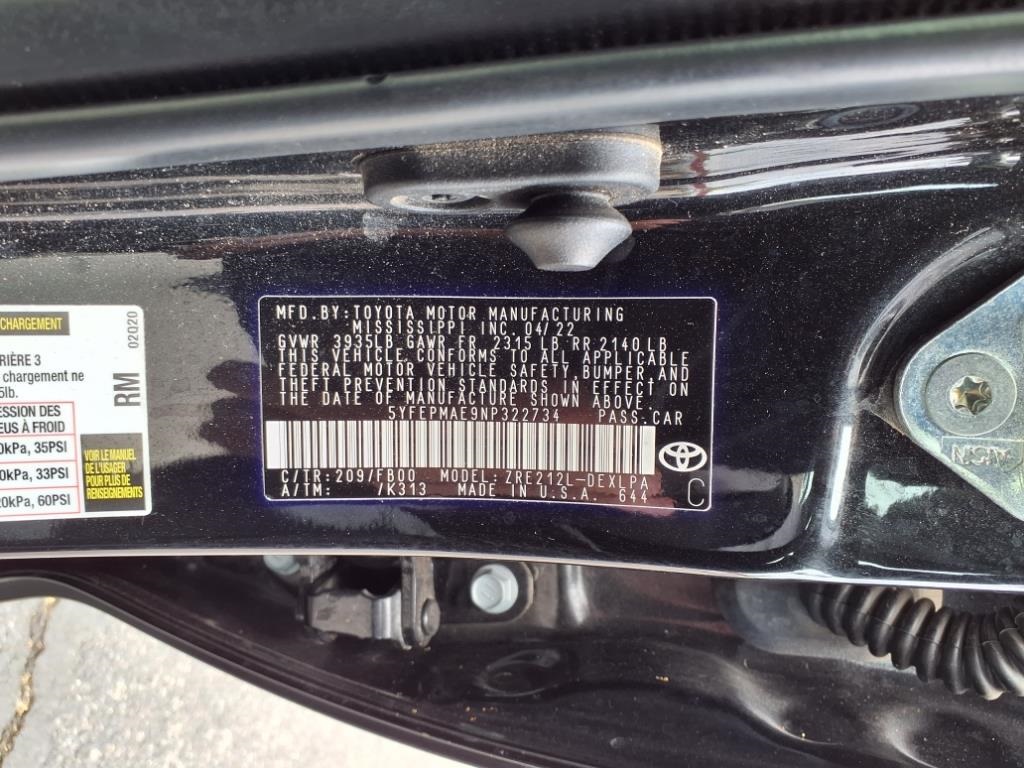 CHARGEMENT
02020
RIÈRE 3
chargement ne
5lb.
RM
ESSION DES
EUS À FROID
0kPa, 35PSI
0kPa, 33PSI
20kPa, 60PSI
VOIR LE MANUEL
DE L'USAGER
POUR PLUS DE
RENSEIGNEMENTS
MFD. BY: TOYOTA MOTOR MANUFACTURING
MISSISSIPPI INC. 04/22
GVWR 3935LB GAWR FR 2315 LB RR 2140 LB
THIS VEHICLE CONFORMS TO ALL APPLICABLE
FEDERAL MOTOR VEHICLE SAFETY, BUMPER, AND
THEFT PREVENTION STANDARDS IN EFFECT ON
THE DATE OF MANUFACTURE SHOWN ABOVE.
5YFEPMAE9NP322734 PASS. CAR
C/TR: 209/FB00 MODEL: ZRE212L-DEXLPA
A/TM: /K313 MADE IN U.S.A. 644
C